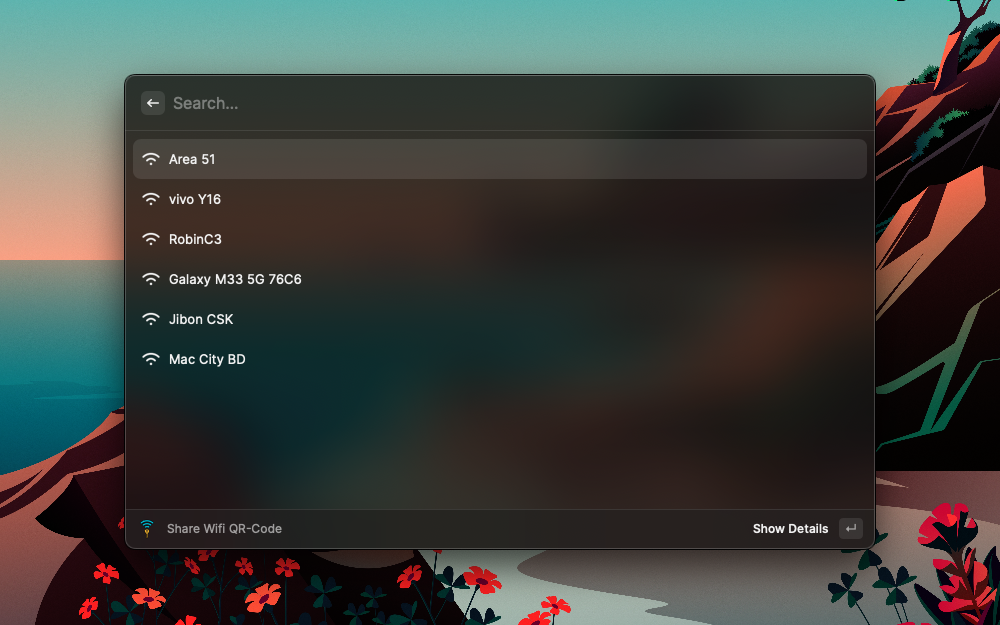 Search...
Area 51
vivo Y16
RobinC3
Galaxy M33 5G 76C6
Jibon CSK
Mac City BD
Share Wifi QR-Code
Show Details